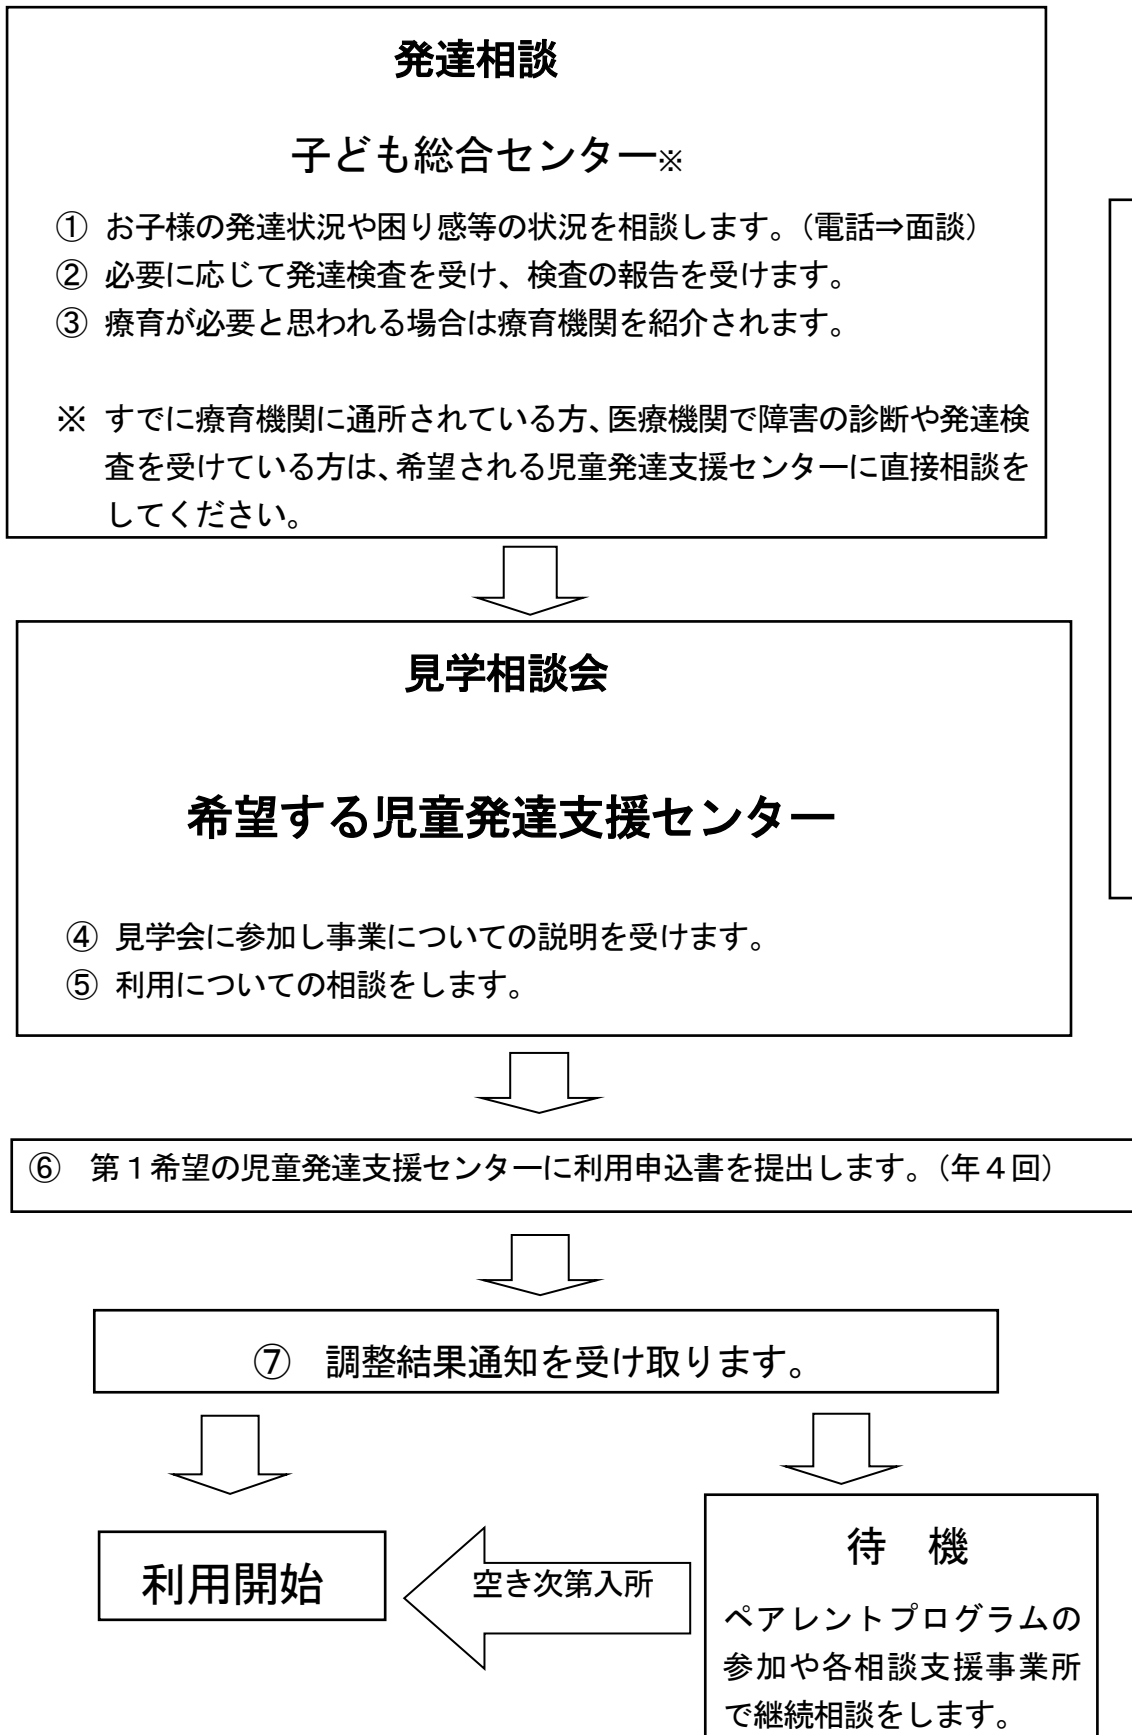 発達相談
子ども総合センター※
① お子様の発達状況や困り感等の状況を相談します。（電話⇒面談）
② 必要に応じて発達検査を受け、検査の報告を受けます。
③ 療育が必要と思われる場合は療育機関を紹介されます。
※ すでに療育機関に通所されている方、医療機関で障害の診断や発達検
査を受けている方は、希望される児童発達支援センターに直接相談を
してください。
見学相談会
希望する児童発達支援センター
④ 見学会に参加し事業についての説明を受けます。
⑤ 利用についての相談をします。
⑥ 第１希望の児童発達支援センターに利用申込書を提出します。（年４回）
⑦ 調整結果通知を受け取ります。
利用開始
空き次第入所
待 機
ペアレントプログラムの
参加や各相談支援事業所
で継続相談をします。